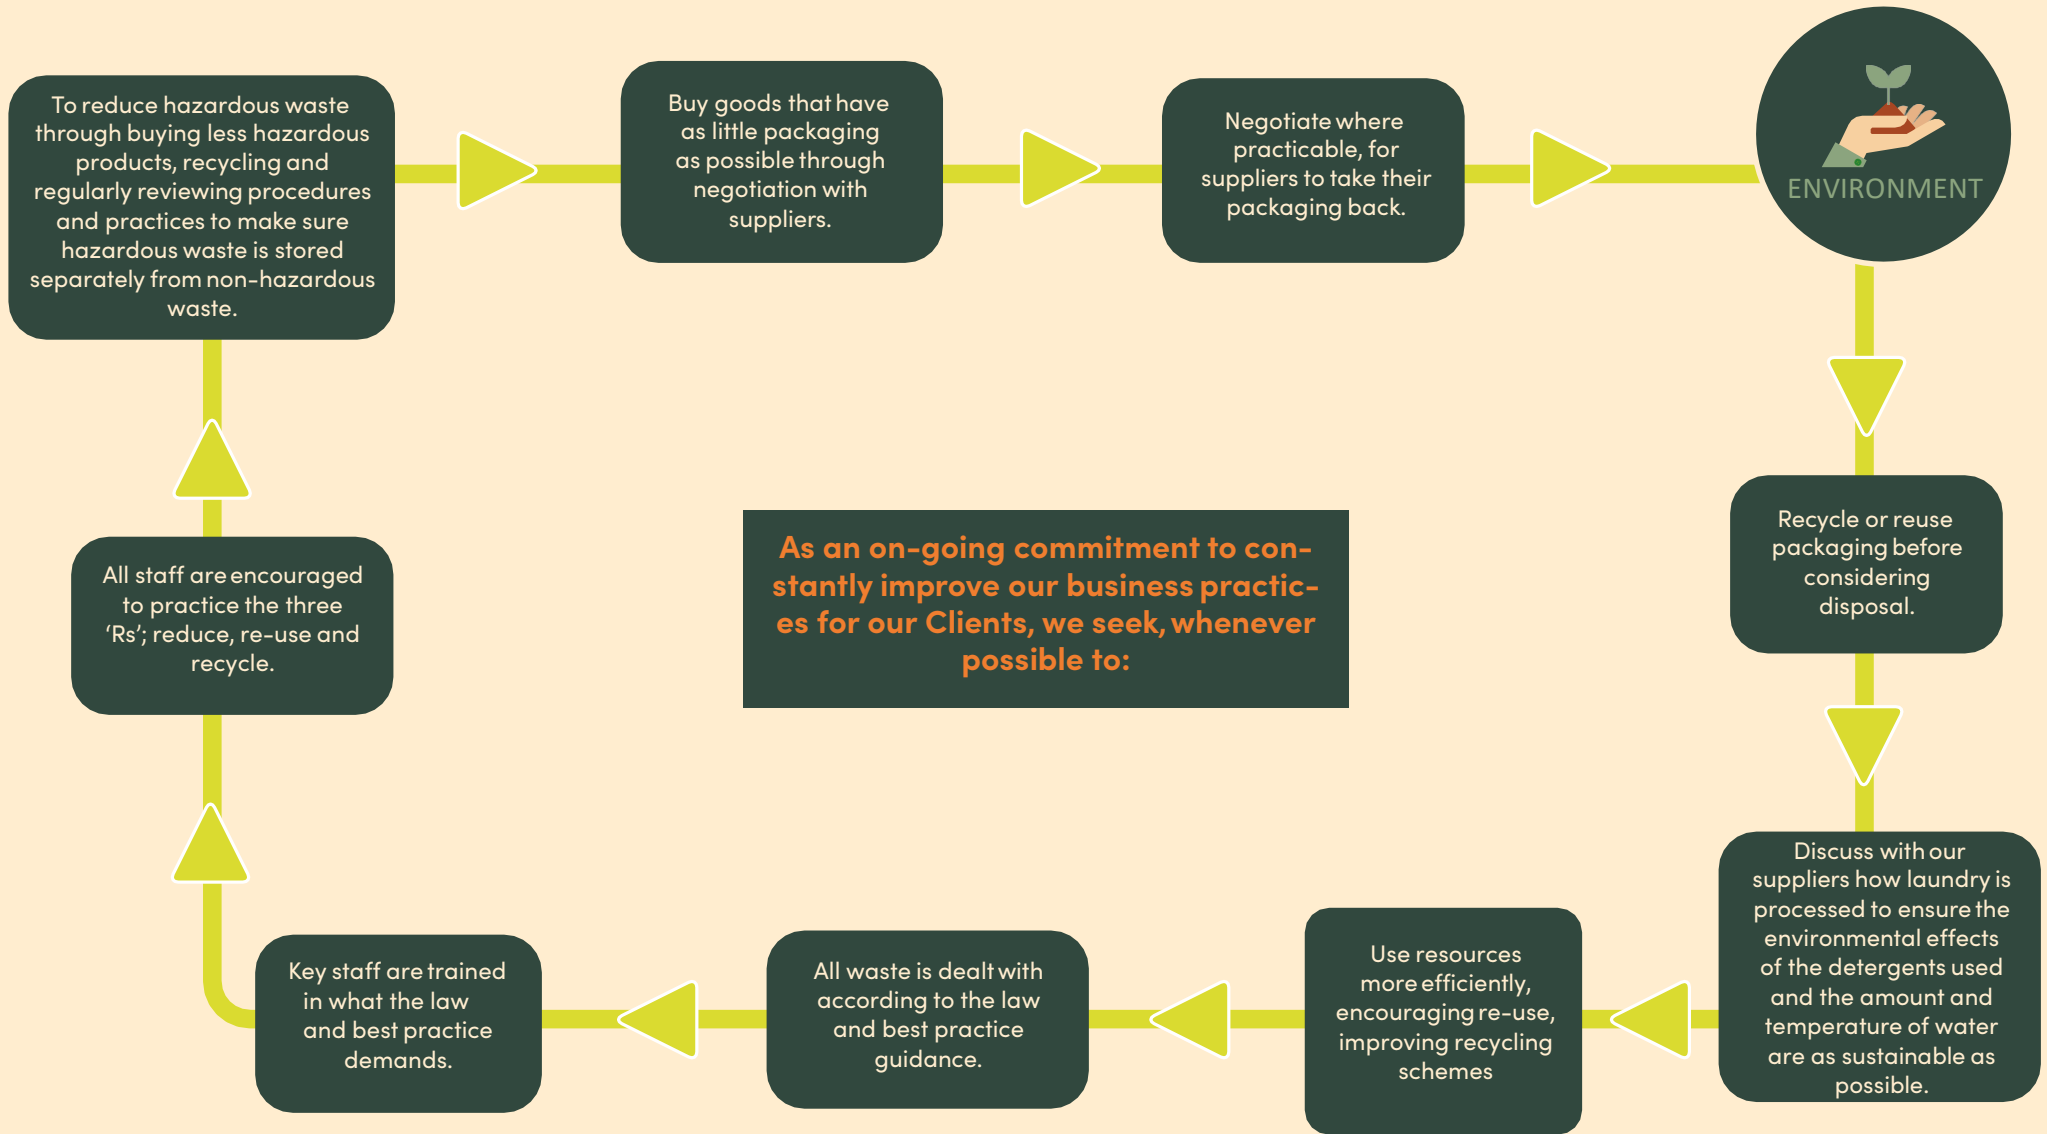 To reduce hazardous waste
through buying less hazardous
products, recycling and
regularly reviewing procedures
and practices to make sure
hazardous waste is stored
separately from non-hazardous
waste.
Buy goods that have
as little packaging
as possible through
negotiation with
suppliers.
Negotiate where
practicable, for
suppliers to take their
packaging back.
ENVIRONMENT
Recycle or reuse
packaging before
considering
disposal.
Discuss with our
suppliers how laundry is
processed to ensure the
environmental effects
of the detergents used
and the amount and
temperature of water
are as sustainable as
possible.
Use resources
more efficiently,
encouraging re-use,
improving recycling
schemes
All waste is dealt with
according to the law
and best practice
guidance.
Key staff are trained
in what the law
and best practice
demands.
All staff are encouraged
to practice the three
‘Rs’; reduce, re-use and
recycle.
As an on-going commitment to con-
stantly improve our business practic-
es for our Clients, we seek, whenever
possible to: